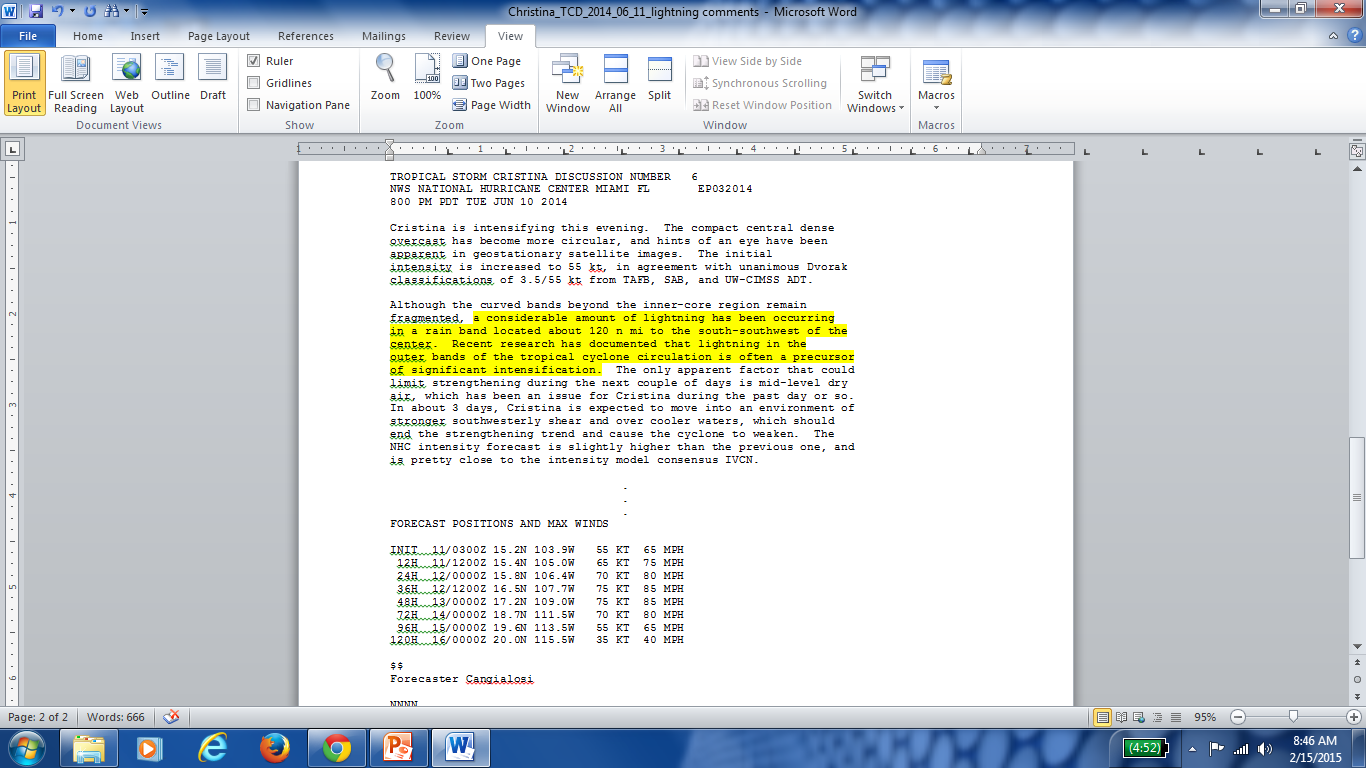 Christina_TCD_2014_06_11_lightning comments - Microsoft Word
File Home Insert Page Layout References Mailings Review View
Print Layout
Full Screen Reading
Web Layout
Outline
Draft
Document Views
Ruler
Gridlines
Navigation Pane
Show
Zoom
100%
One Page
Two Pages
Page Width
Zoom
New Window
Arrange All
Split
View Side by Side
Synchronous Scrolling
Reset Window Position
Window
Switch Windows
Macros
Macros
1 1 2 3 4 5 6 7
TROPICAL STORM CRISTINA DISCUSSION NUMBER 6
NWS NATIONAL HURRICANE CENTER MIAMI FL EP032014
800 PM PDT TUE JUN 10 2014
Cristina is intensifying this evening. The compact central dense
overcast has become more circular, and hints of an eye have been
apparent in geostationary satellite images. The initial
intensity is increased to 55 kt, in agreement with unanimous Dvorak
classifications of 3.5/55 kt from TAFB, SAB, and UW-CIMSS ADT.
Although the curved bands beyond the inner-core region remain
fragmented, a considerable amount of lightning has been occurring
in a rain band located about 120 n mi to the south-southwest of the
center. Recent research has documented that lightning in the
outer bands of the tropical cyclone circulation is often a precursor
of significant intensification. The only apparent factor that could
limit strengthening during the next couple of days is mid-level dry
air, which has been an issue for Cristina during the past day or so.
In about 3 days, Cristina is expected to move into an environment of
stronger southwesterly shear and over cooler waters, which should
end the strengthening trend and cause the cyclone to weaken. The
NHC intensity forecast is slightly higher than the previous one, and
is pretty close to the intensity model consensus IVCN.
.
.
.
FORECAST POSITIONS AND MAX WINDS
INIT 11/0300Z 15.2N 103.9W 55 KT 65 MPH
12H 11/1200Z 15.4N 105.0W 65 KT 75 MPH
24H 12/0000Z 15.8N 106.4W 70 KT 80 MPH
36H 12/1200Z 16.5N 107.7W 75 KT 85 MPH
48H 13/0000Z 17.2N 109.0W 75 KT 85 MPH
72H 14/0000Z 18.7N 111.5W 70 KT 80 MPH
96H 15/0000Z 19.6N 113.5W 55 KT 65 MPH
120H 16/0000Z 20.0N 115.5W 35 KT 40 MPH
$$
Forecaster Cangialosi
NNNN
1
2
3
4
5
6
Page: 2 of 2 Words: 666 95%
(4:52) 8:46 AM
2/15/2015